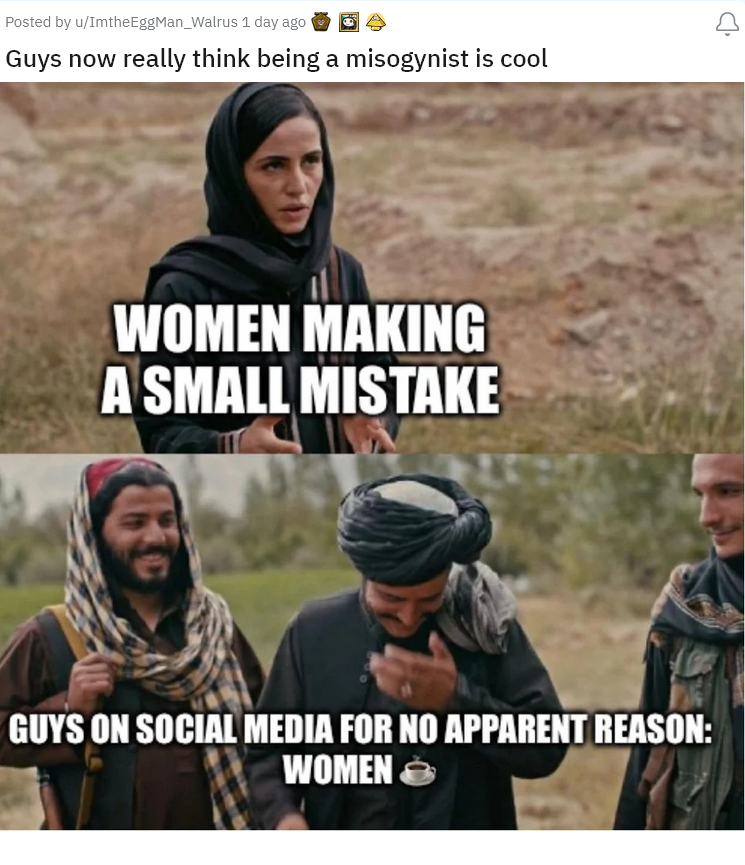 Posted by u/ImtheEggMan_Walrus 1 day ago
Guys now really think being a misogynist is cool
WOMEN MAKING
A SMALL MISTAKE
GUYS ON SOCIAL MEDIA FOR NO APPARENT REASON:
WOMEN ☕